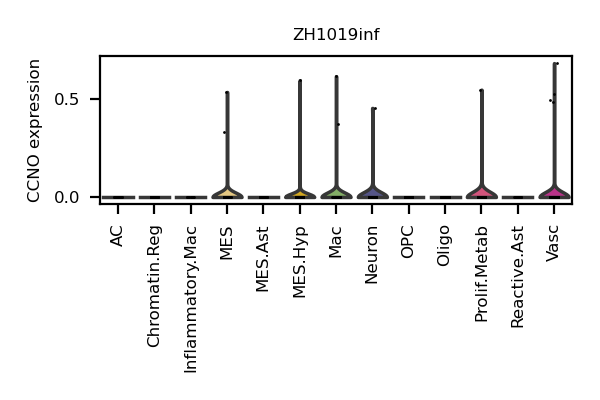 ZH1019inf
CCNO expression
0.5
0.0
AC
Chromatin.Reg
Inflammatory.Mac
MES
MES.Ast
MES.Hyp
Mac
Neuron
OPC
Oligo
Prolif.Metab
Reactive.Ast
Vasc